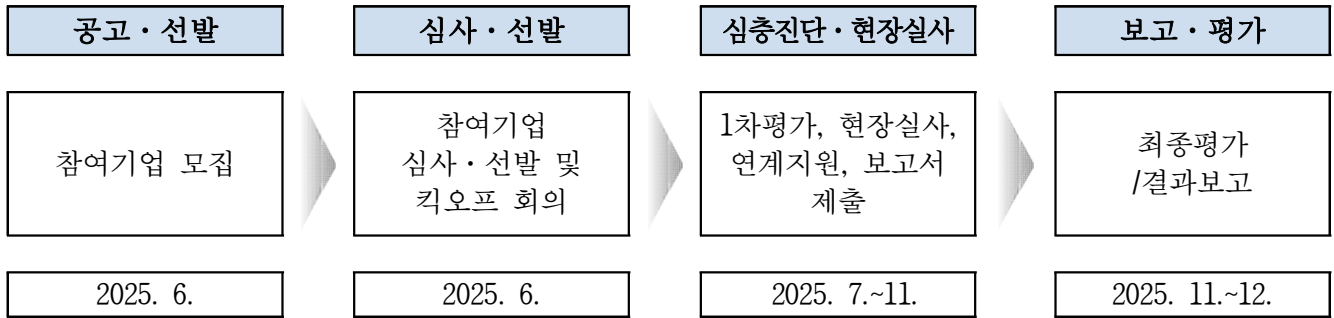 공고·선발
심사·선발
심층진단·현장실사
보고·평가
참여기업 모집
참여기업
심사·선발 및
킥오프 회의
1차평가, 현장실사,
연계지원, 보고서
제출
최종평가
/결과보고
2025. 6.
2025. 6.
2025. 7.~11.
2025. 11.~12.